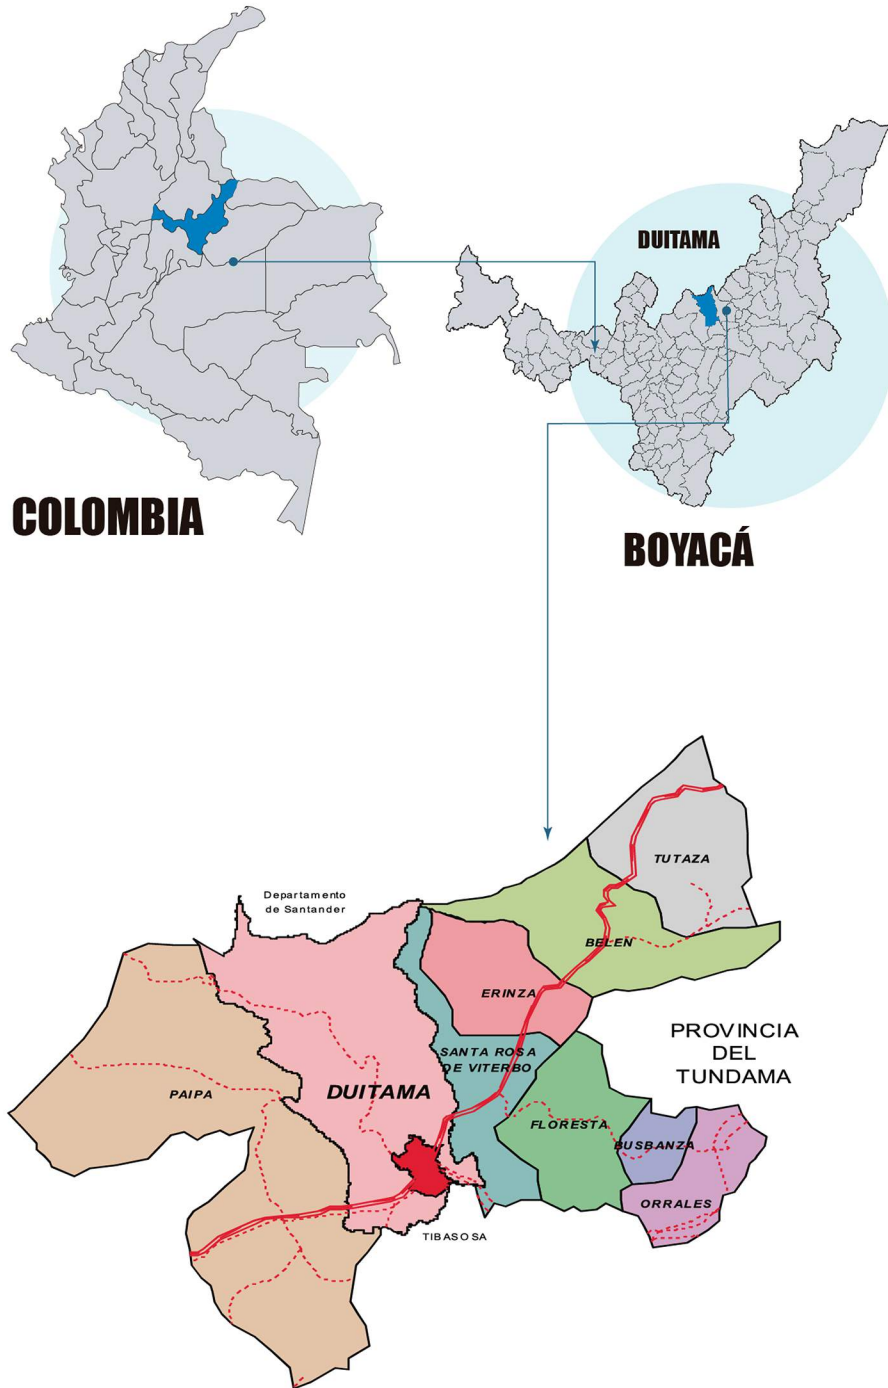 DUITAMA
COLOMBIA
BOYACÁ
TUTAZA
Departamento
de Santander
BELEN
ERINZA
PROVINCIA
DEL
TUNDAMA
SANTA ROSA
DE VITERBO
PAIPA
DUITAMA
FLORESTA
BUSBANZA
ORRALES
TIBASOSA